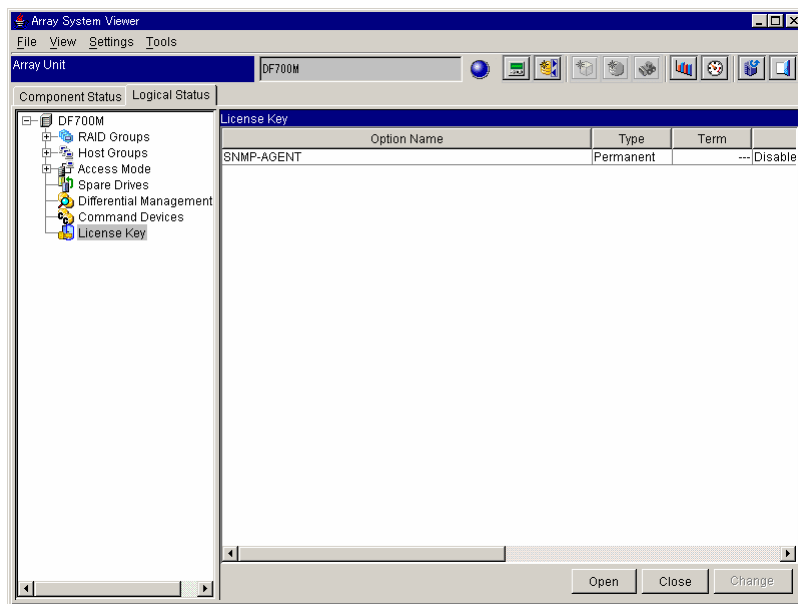 Array System Viewer
File View Settings Tools
Array Unit DF700M
Component Status Logical Status
DF700M
RAID Groups
Host Groups
Access Mode
Spare Drives
Differential Management
Command Devices
License Key
License Key
Option Name Type Term
SNMP-AGENT Permanent --- Disable
Open Close Change